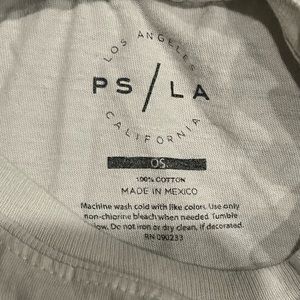 LOS ANGELES
PS / LA
CALIFORNIA
OS
100% COTTON
MADE IN MEXICO
Machine wash cold with like colors. Use only
non-chlorine bleach when needed. Tumble
low. Do not iron or dry clean, if decorated.
RN 090233